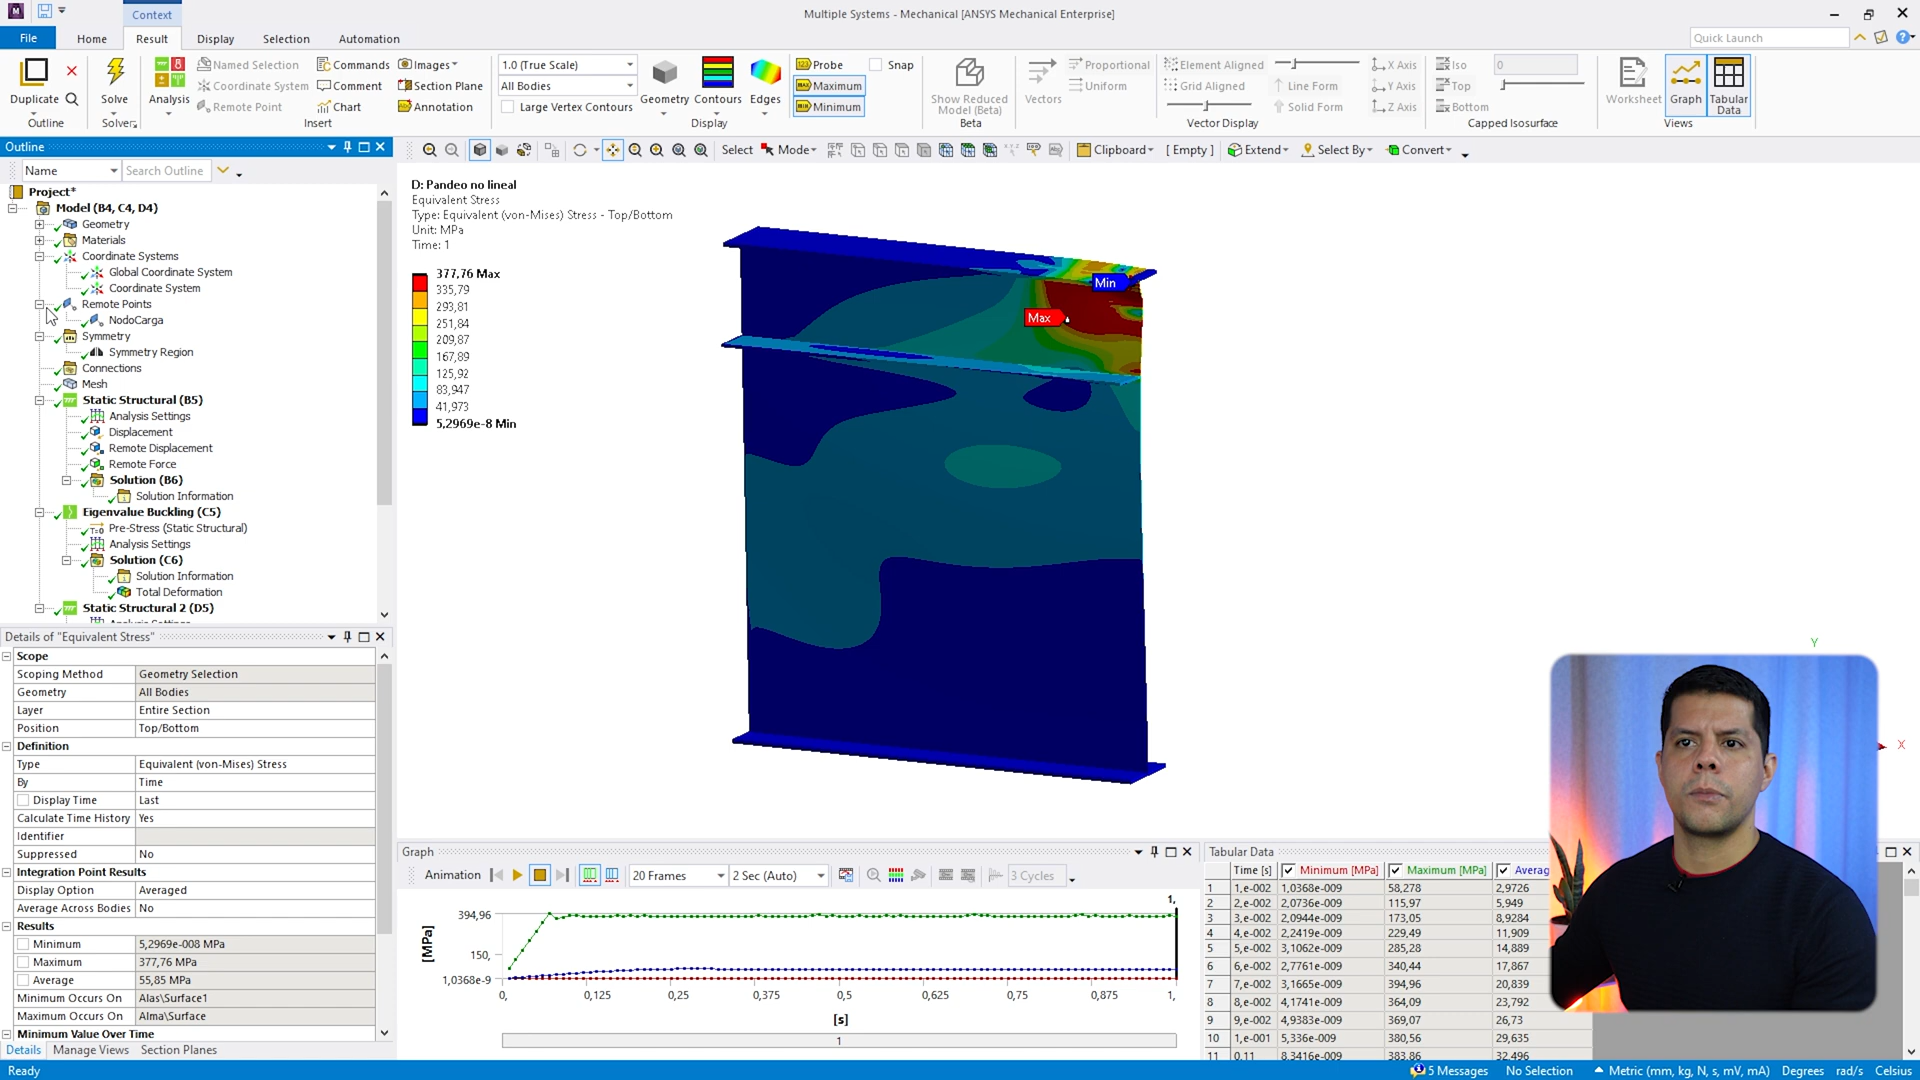 Context
Multiple Systems - Mechanical [ANSYS Mechanical Enterprise]
File
Home
Result
Display
Selection
Automation
Quick Launch
Duplicate
Outline
Solve
Solver
Analysis
Named Selection
Coordinate System
Remote Point
Commands
Comment
Chart
Images
Section Plane
Annotation
Insert
1.0 (True Scale)
All Bodies
Large Vertex Contours
Geometry
Contours
Edges
Display
Probe
Maximum
Minimum
Snap
Show Reduced
Model (Beta)
Beta
Vectors
Proportional
Uniform
Element Aligned
Grid Aligned
Line Form
Solid Form
X Axis
Y Axis
Z Axis
Vector Display
Iso
Top
Bottom
0
Capped Isosurface
Worksheet
Graph
Tabular
Data
Views
Outline
Name
Search Outline
Select
Mode
Clipboard
[ Empty ]
Extend
Select By
Convert
Project*
Model (B4, C4, D4)
Geometry
Materials
Coordinate Systems
Global Coordinate System
Coordinate System
Remote Points
NodoCarga
Symmetry
Symmetry Region
Connections
Mesh
Static Structural (B5)
Analysis Settings
Displacement
Remote Displacement
Remote Force
Solution (B6)
Solution Information
Eigenvalue Buckling (C5)
Pre-Stress (Static Structural)
Analysis Settings
Solution (C6)
Solution Information
Total Deformation
Static Structural 2 (D5)
D: Pandeo no lineal
Equivalent Stress
Type: Equivalent (von-Mises) Stress - Top/Bottom
Unit: MPa
Time: 1
377,76 Max
335,79
293,81
251,84
209,87
167,89
125,92
83,947
41,973
5,2969e-8 Min
Min
Max
Y
X
Details of "Equivalent Stress"
Scope
Scoping Method Geometry Selection
Geometry All Bodies
Layer Entire Section
Position Top/Bottom
Definition
Type Equivalent (von-Mises) Stress
By Time
Display Time Last
Calculate Time History Yes
Identifier
Suppressed No
Integration Point Results
Display Option Averaged
Average Across Bodies No
Results
Minimum 5,2969e-008 MPa
Maximum 377,76 MPa
Average 55,85 MPa
Minimum Occurs On Alas\Surface1
Maximum Occurs On Alma\Surface
Minimum Value Over Time
Details
Manage Views
Section Planes
Graph
Animation
20 Frames
2 Sec (Auto)
3 Cycles
1,
394,96
150,
1,0368e-9
[MPa]
0, 0,125 0,25 0,375 0,5 0,625 0,75 0,875 1,
[s]
1
Tabular Data
Time [s] Minimum [MPa] Maximum [MPa] Averag
1 1,e-002 1,0368e-009 58,278 2,9726
2 2,e-002 2,0736e-009 115,97 5,949
3 3,e-002 2,0944e-009 173,05 8,9284
4 4,e-002 2,2419e-009 229,49 11,909
5 5,e-002 3,1062e-009 285,28 14,889
6 6,e-002 2,7761e-009 340,44 17,867
7 7,e-002 3,1665e-009 394,96 20,839
8 8,e-002 4,1741e-009 364,09 23,792
9 9,e-002 4,9383e-009 369,07 26,73
10 1,e-001 5,336e-009 380,56 29,635
11 0,11 8,3416e-009 383,86 32,496
Ready
5 Messages
No Selection
Metric (mm, kg, N, s, mV, mA)
Degrees
rad/s
Celsius